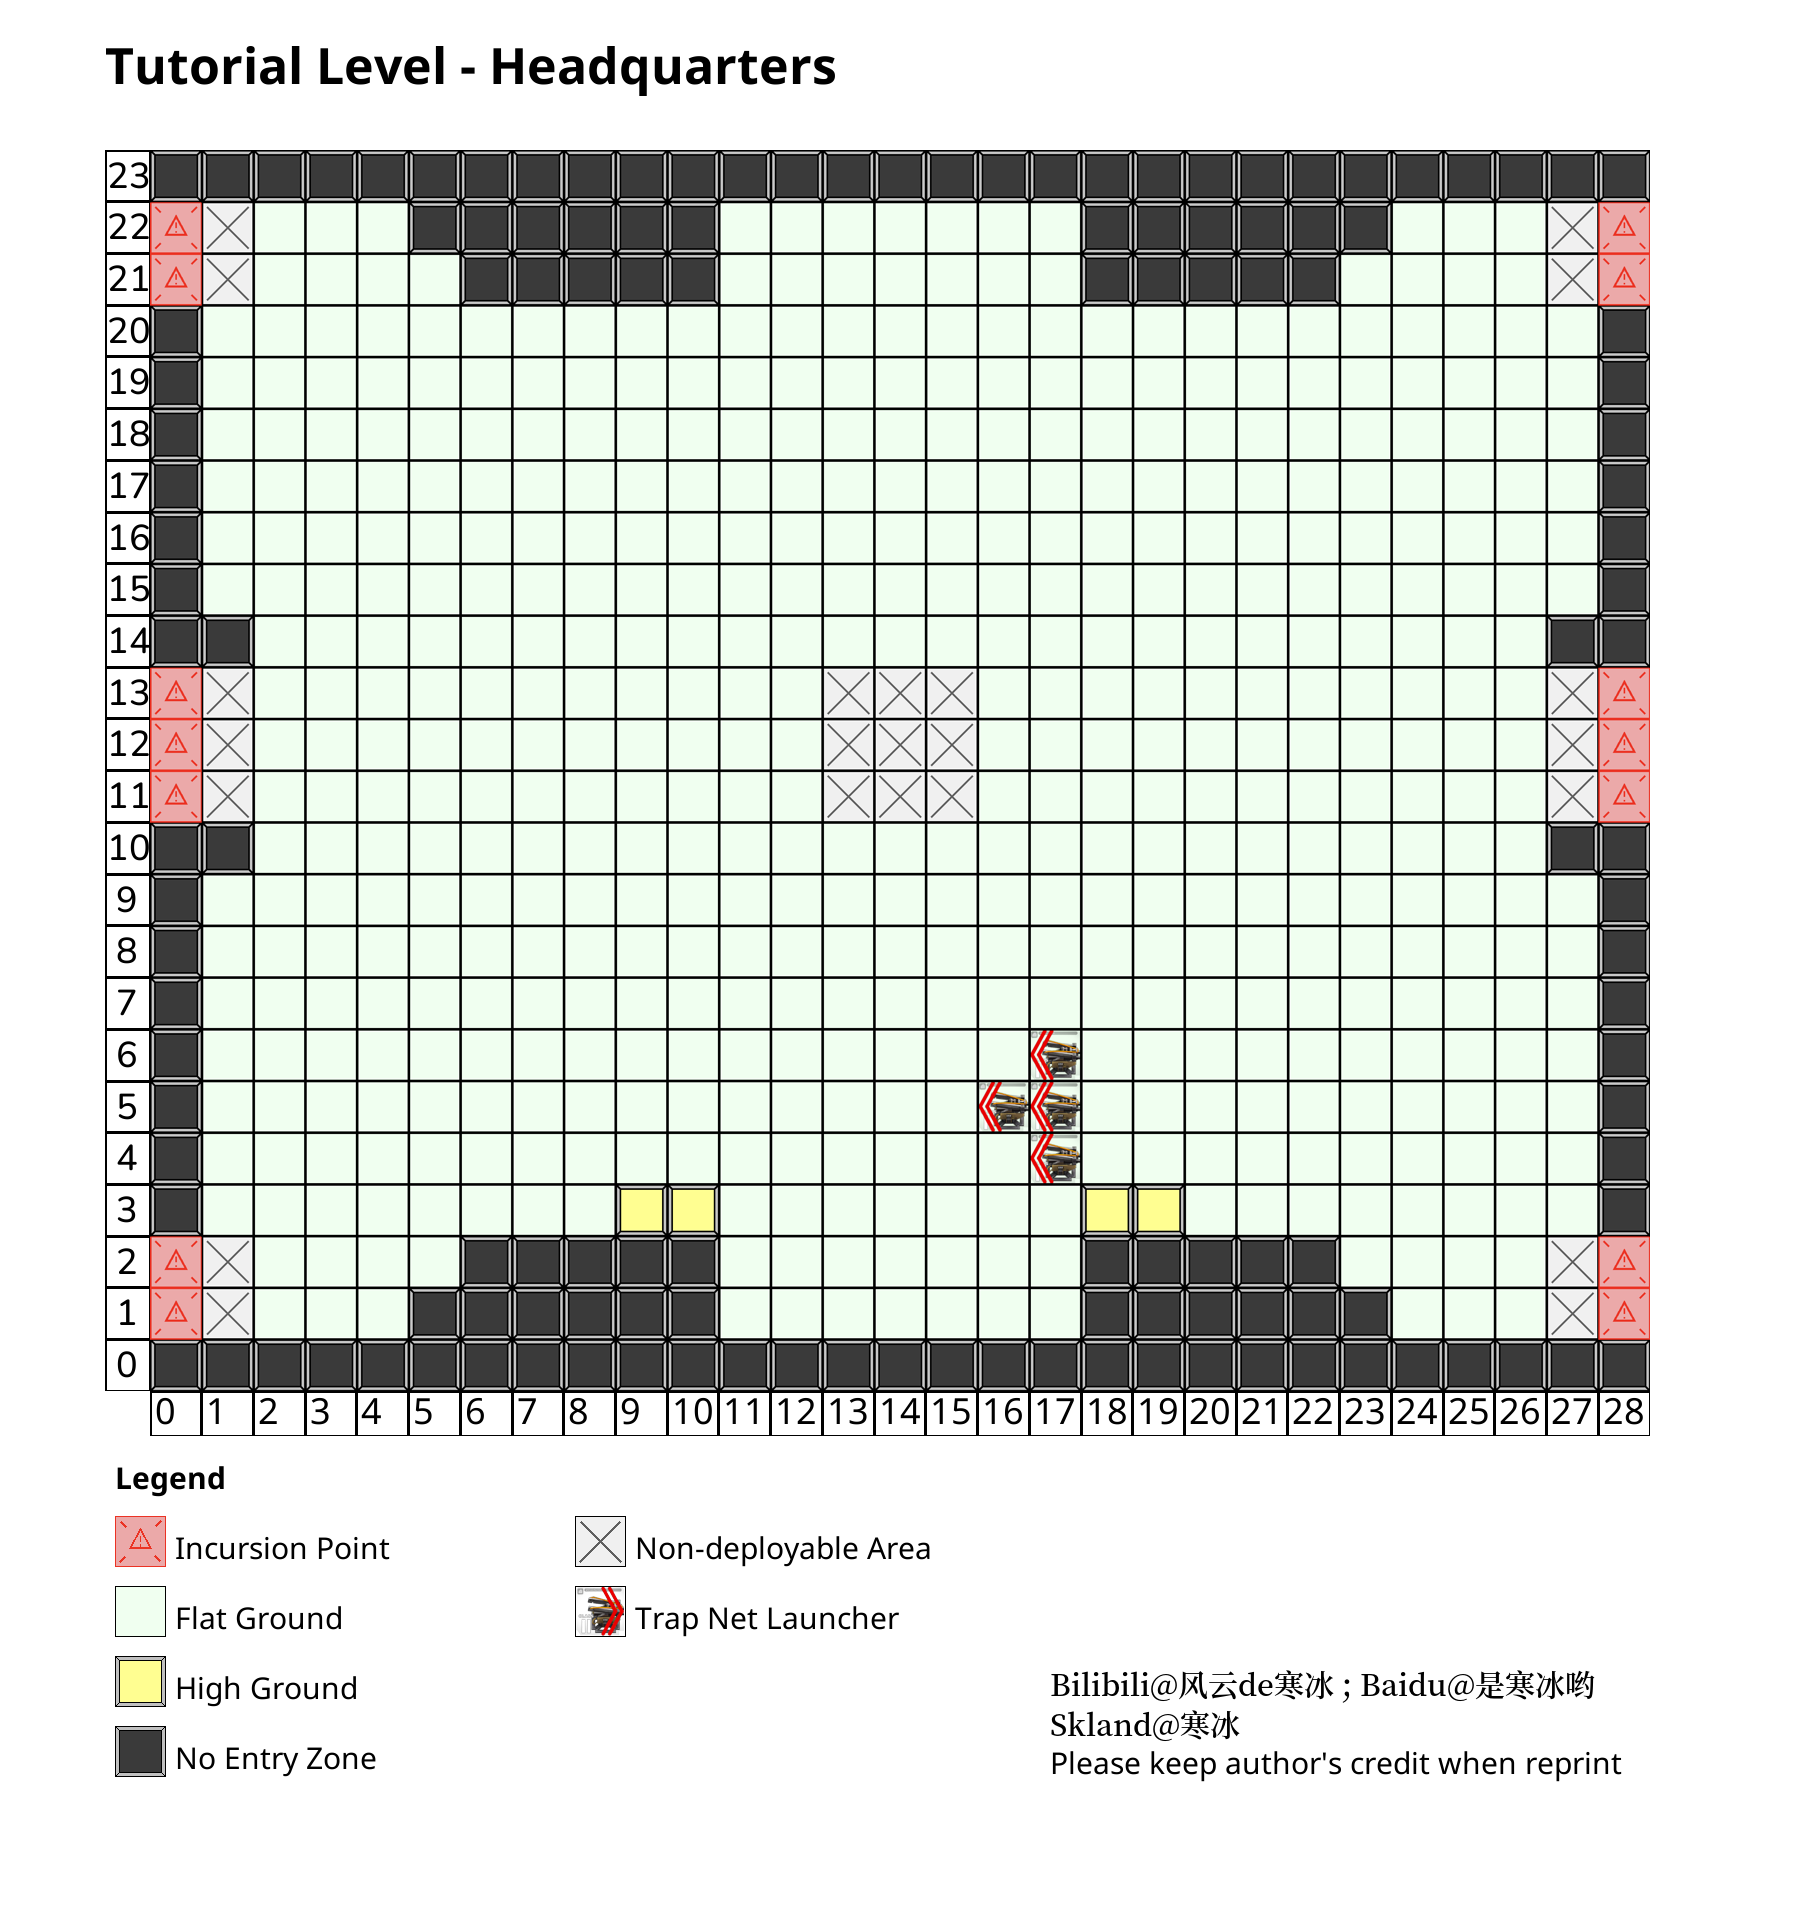 Tutorial Level - Headquarters
23
22
21
20
19
18
17
16
15
14
13
12
11
10
9
8
7
6
5
4
3
2
1
0
0 1 2 3 4 5 6 7 8 9 10 11 12 13 14 15 16 17 18 19 20 21 22 23 24 25 26 27 28
Legend
Incursion Point
Non-deployable Area
Flat Ground
Trap Net Launcher
High Ground
No Entry Zone
Bilibili@风云de寒冰 ; Baidu@是寒冰哟
Skland@寒冰
Please keep author's credit when reprint